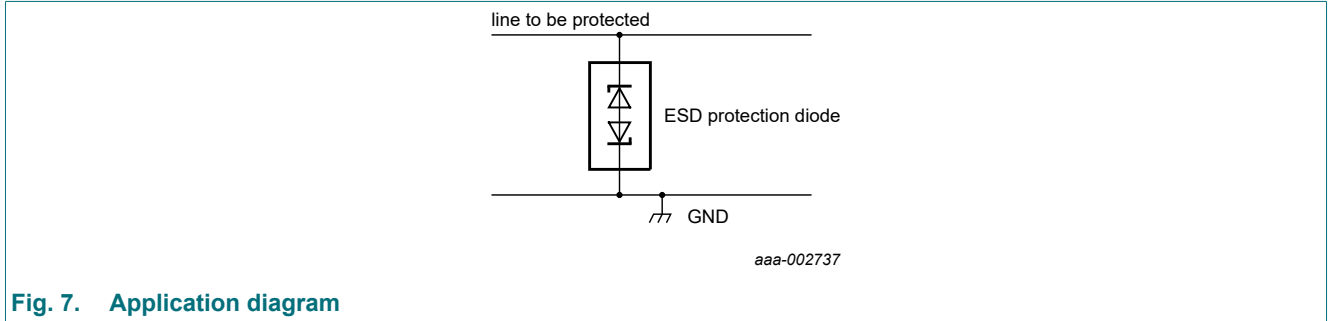 line to be protected
ESD protection diode
GND
aaa-002737
Fig. 7. Application diagram